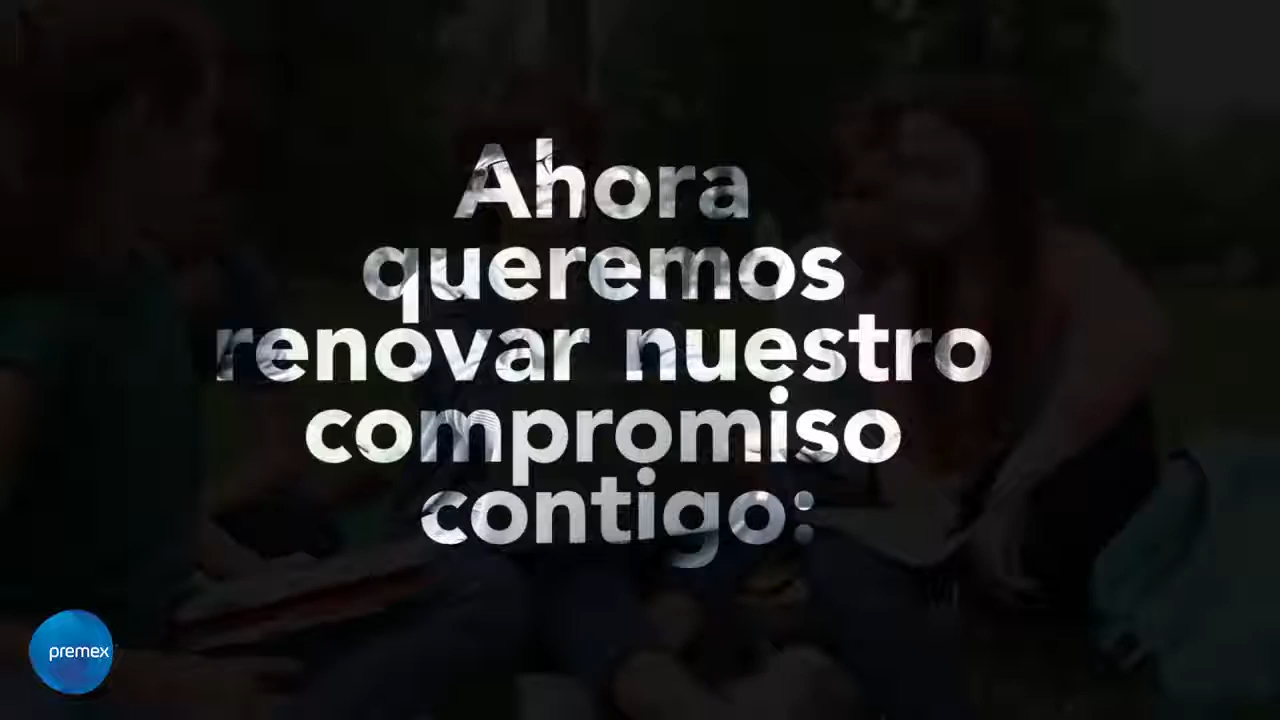 Ahora
queremos
renovar nuestro
compromiso
contigo:
premex